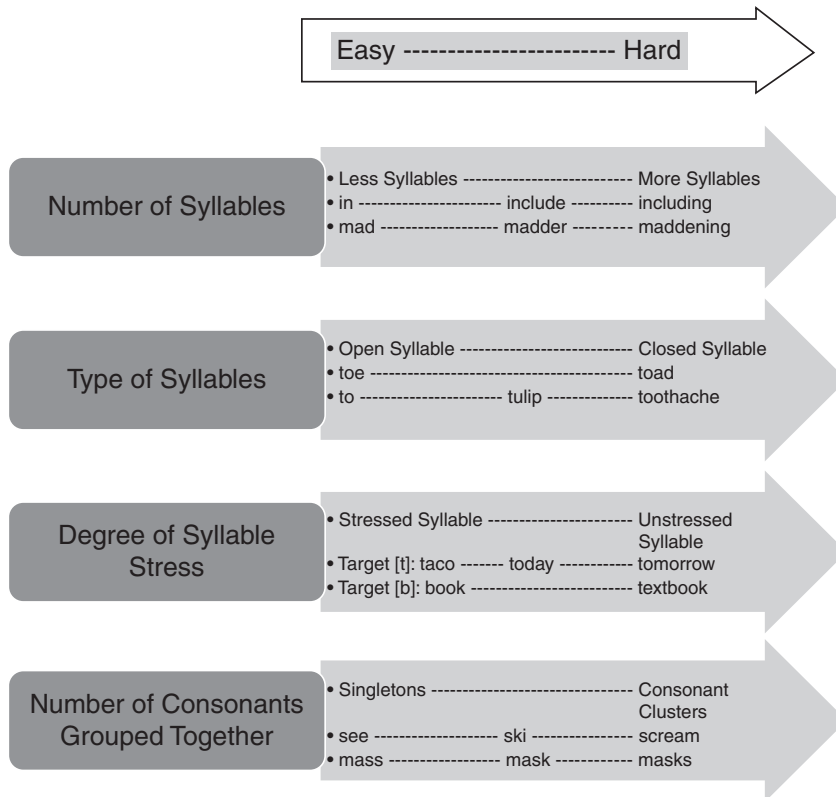 Easy ------------------------ Hard
Number of Syllables
• Less Syllables ------------------------------ More Syllables
• in ------------------------- include ----------- including
• mad --------------------- madder --------- maddening
Type of Syllables
• Open Syllable ------------------------------ Closed Syllable
• toe ----------------------------------------------- toad
• to ------------------------- tulip --------------- toothache
Degree of Syllable
Stress
• Stressed Syllable ------------------------- Unstressed
Syllable
• Target [t]: taco ------- today ------------- tomorrow
• Target [b]: book ---------------------------- textbook
Number of Consonants
Grouped Together
• Singletons ------------------------------------ Consonant
Clusters
• see ---------------------- ski ------------------ scream
• mass -------------------- mask ------------- masks